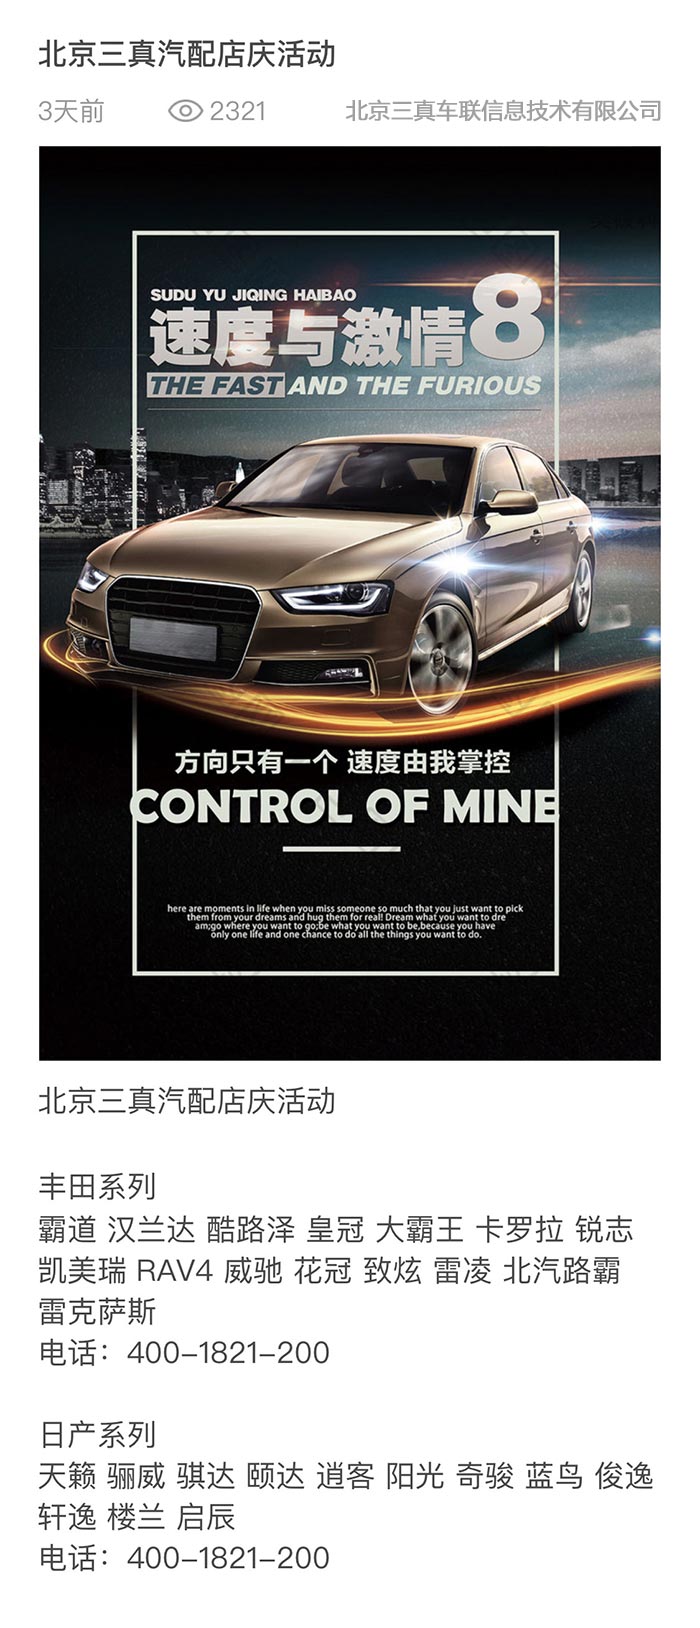 北京三真汽配店庆活动
3天前 2321 北京三真车联信息技术有限公司
SUDU YU JIQING HAIBAO
速度与激情8
THE FAST AND THE FURIOUS
方向只有一个 速度由我掌控
CONTROL OF MINE
here are moments in life when you miss someone so much that you just want to pick
them from your dreams and hug them for real! Dream what you want to dre
am;go where you want to go;be what you want to be,because you have
only one life and one chance to do all the things you want to do.
北京三真汽配店庆活动
丰田系列
霸道 汉兰达 酷路泽 皇冠 大霸王 卡罗拉 锐志
凯美瑞 RAV4 威驰 花冠 致炫 雷凌 北汽路霸
雷克萨斯
电话：400-1821-200
日产系列
天籁 骊威 骐达 颐达 逍客 阳光 奇骏 蓝鸟 俊逸
轩逸 楼兰 启辰
电话：400-1821-200